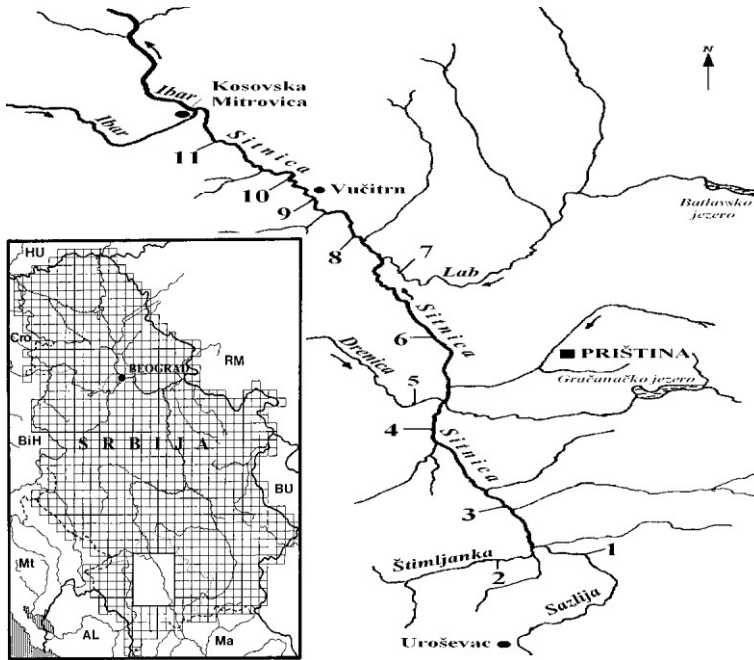 N
Ibar
Kosovska
Mitrovica
Ibar
Sitnica
11
10
Vučitrn
9
Batlavsko
jezero
8
7
Lab
Sitnica
6
Drenica
PRIŠTINA
Gračanačko jezero
5
4
Sitnica
3
1
Štimljanka
2
Sazlija
Uroševac
HU
Cro
RM
BEOGRAD
BiH
SRBIJA
BU
Mt
AL
Ma